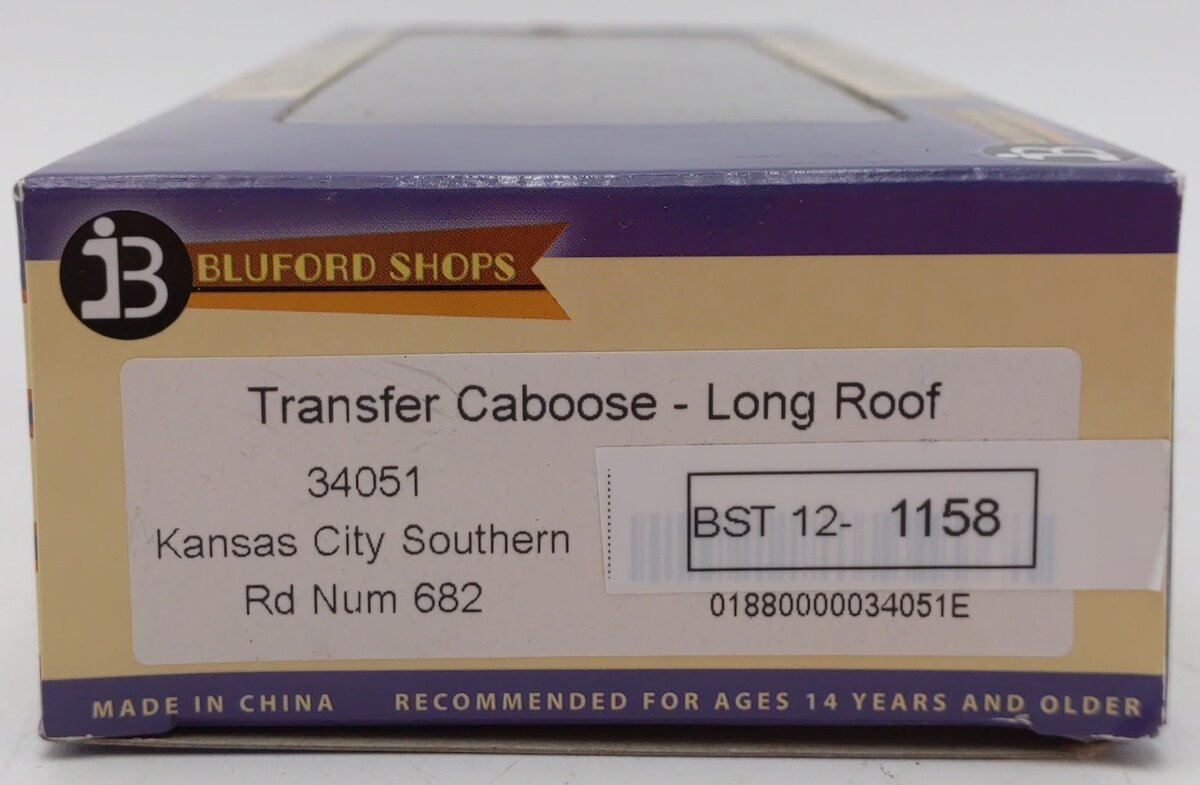 BLUFORD SHOPS
Transfer Caboose - Long Roof
34051
Kansas City Southern
Rd Num 682
BST 12- 1158
01880000034051E
MADE IN CHINA RECOMMENDED FOR AGES 14 YEARS AND OLDER